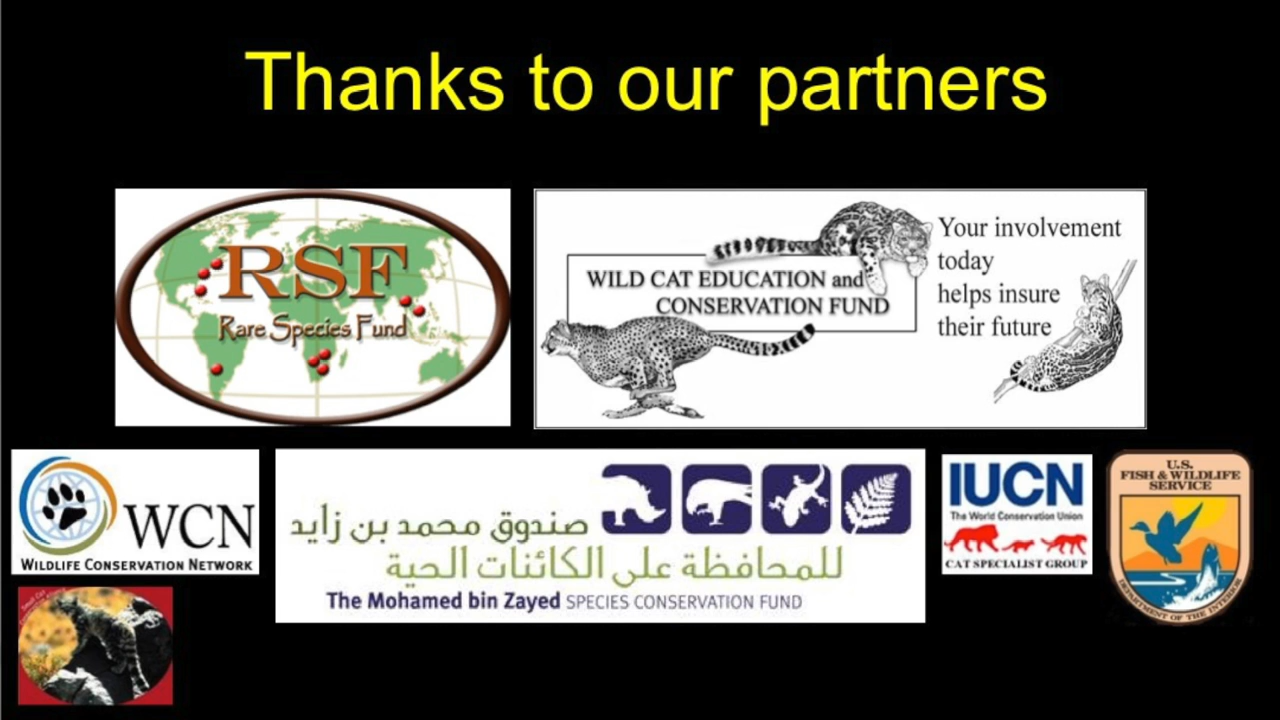 Thanks to our partners
RSF
Rare Species Fund
WILD CAT EDUCATION and
CONSERVATION FUND
Your involvement
today
helps insure
their future
WCN
WILDLIFE CONSERVATION NETWORK
صندوق محمد بن زايد
للمحافظة على الكائنات الحية
The Mohamed bin Zayed SPECIES CONSERVATION FUND
IUCN
The World Conservation Union
CAT SPECIALIST GROUP
U.S.
FISH & WILDLIFE
SERVICE
DEPARTMENT OF THE INTERIOR
Small Cat